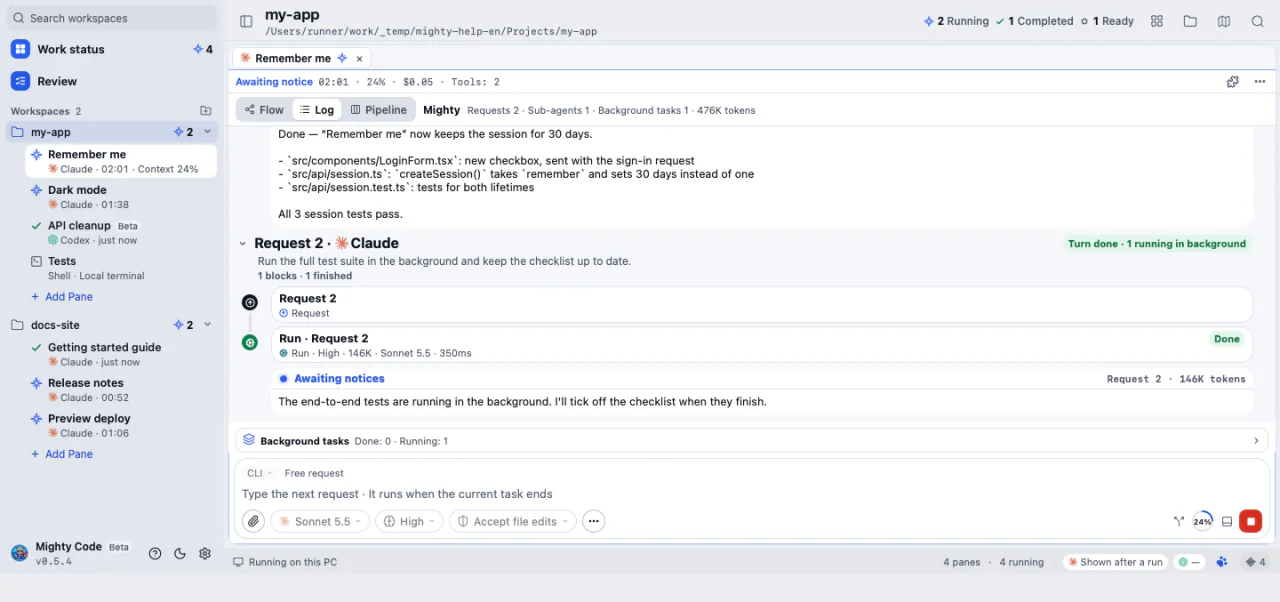 Search workspaces
Work status
4
Review
Workspaces 2
my-app
2
Remember me
Claude · 02:01 · Context 24%
Dark mode
Claude · 01:38
API cleanup Beta
Codex · just now
Tests
Shell · Local terminal
+ Add Pane
docs-site
2
Getting started guide
Claude · just now
Release notes
Claude · 00:52
Preview deploy
Claude · 01:06
+ Add Pane
Mighty Code Beta
v0.5.4
my-app
/Users/runner/work/_temp/mighty-help-en/Projects/my-app
2 Running 1 Completed 1 Ready
Remember me
Awaiting notice 02:01 · 24% · $0.05 · Tools: 2
Flow Log Pipeline Mighty Requests 2 · Sub-agents 1 · Background tasks 1 · 476K tokens
Done — “Remember me” now keeps the session for 30 days.
- `src/components/LoginForm.tsx`: new checkbox, sent with the sign-in request
- `src/api/session.ts`: `createSession()` takes `remember` and sets 30 days instead of one
- `src/api/session.test.ts`: tests for both lifetimes
All 3 session tests pass.
Request 2 · Claude
Turn done · 1 running in background
Run the full test suite in the background and keep the checklist up to date.
1 blocks · 1 finished
Request 2
Request
Run · Request 2
Done
Run · High · 146K · Sonnet 5.5 · 350ms
Awaiting notices
Request 2 · 146K tokens
The end-to-end tests are running in the background. I'll tick off the checklist when they finish.
Background tasks Done: 0 · Running: 1
CLI Free request
Type the next request · It runs when the current task ends
Sonnet 5.5 High Accept file edits
24%
Running on this PC
4 panes · 4 running
Shown after a run
—
4